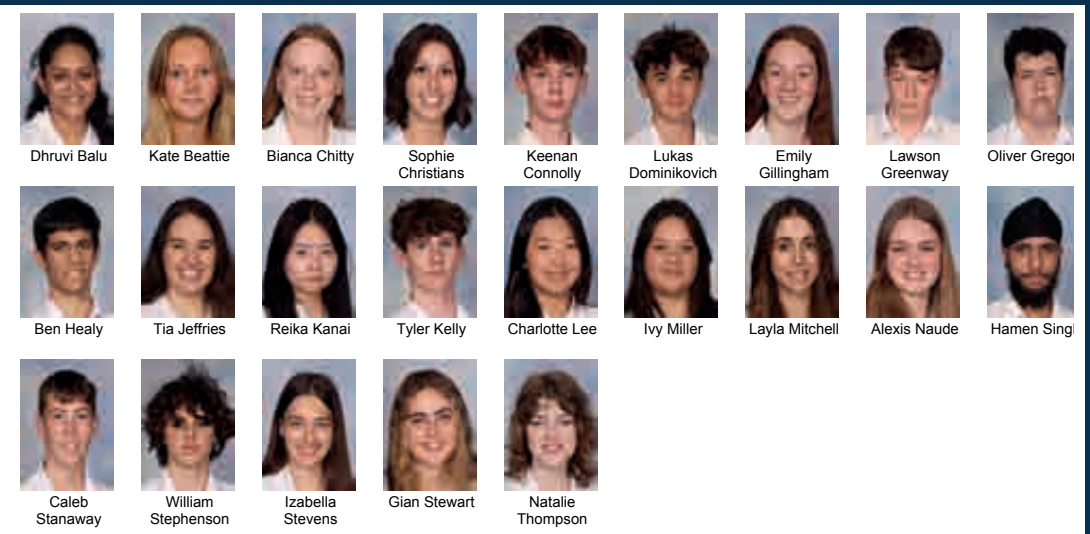 Dhruvi Balu Kate Beattie Bianca Chitty Sophie Christians Keenan Connolly Lukas Dominikovich Emily Gillingham Lawson Greenway Oliver Gregor
Ben Healy Tia Jeffries Reika Kanai Tyler Kelly Charlotte Lee Ivy Miller Layla Mitchell Alexis Naude Hamen Singh
Caleb Stanaway William Stephenson Izabella Stevens Gian Stewart Natalie Thompson